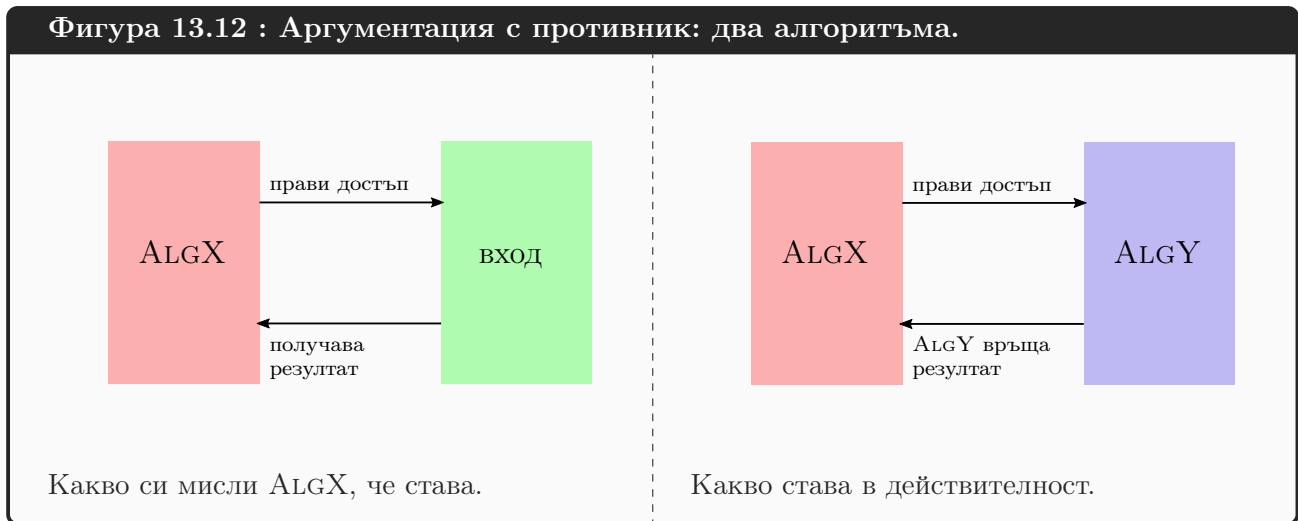 Фигура 13.12 : Аргументация с противник: два алгоритъма.
прави достъп
AlgX
вход
получава
резултат
Какво си мисли AlgX, че става.
прави достъп
AlgX
AlgY
AlgY връща
резултат
Какво става в действителност.